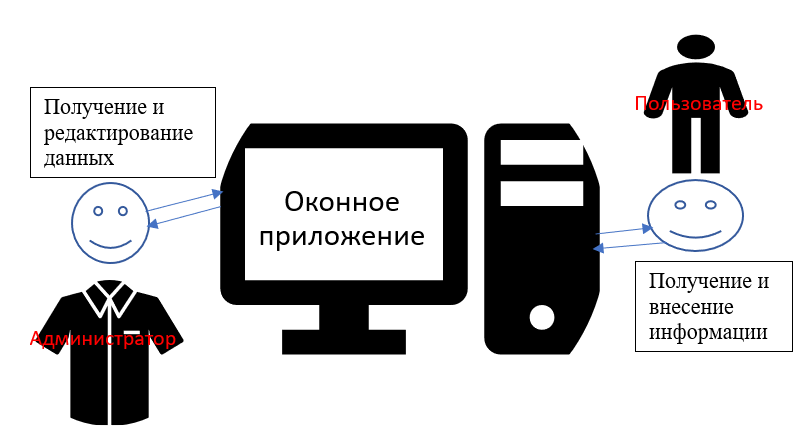 Получение и
редактирование
данных
Администратор
Оконное
приложение
Пользователь
Получение и
внесение
информации